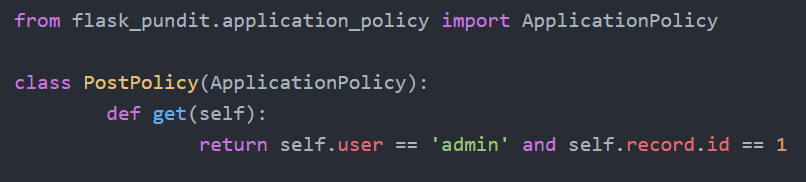 from flask_pundit.application_policy import ApplicationPolicy
class PostPolicy(ApplicationPolicy):
def get(self):
return self.user == 'admin' and self.record.id == 1